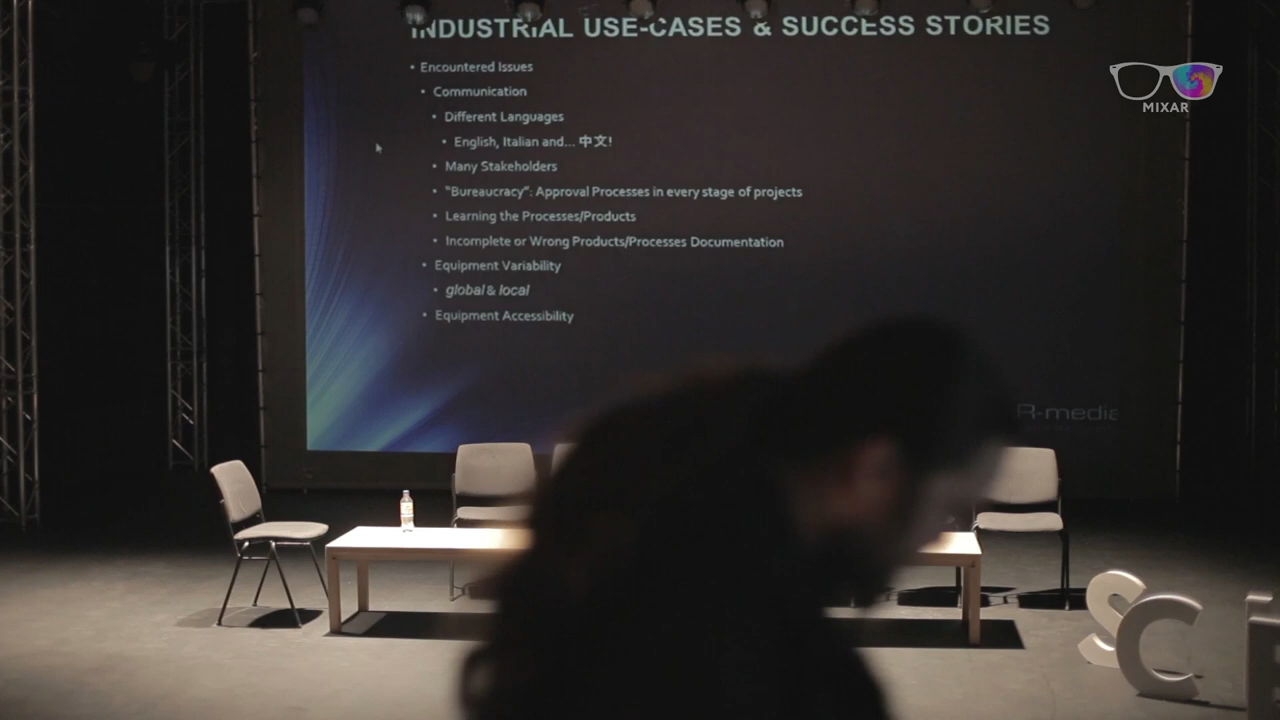 INDUSTRIAL USE-CASES & SUCCESS STORIES
• Encountered Issues
• Communication
• Different Languages
• English, Italian and... 中文!
• Many Stakeholders
• "Bureaucracy": Approval Processes in every stage of projects
• Learning the Processes/Products
• Incomplete or Wrong Products/Processes Documentation
• Equipment Variability
• global & local
• Equipment Accessibility
MIXAR
R-media
SC